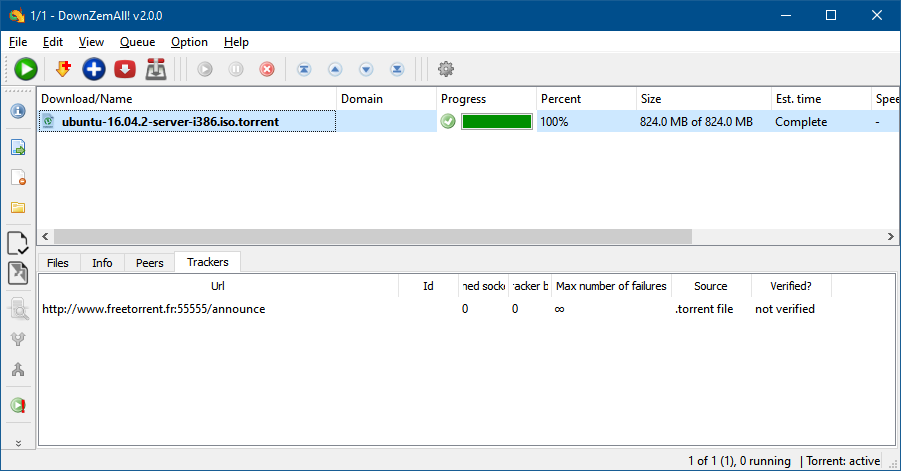 1/1 - DownZemAll! v2.0.0
File Edit View Queue Option Help
Download/Name Domain Progress Percent Size Est. time Spee
ubuntu-16.04.2-server-i386.iso.torrent 100% 824.0 MB of 824.0 MB Complete -
Files Info Peers Trackers
Url Id ned socke racker b Max number of failures Source Verified?
http://www.freetorrent.fr:55555/announce 0 0 ∞ .torrent file not verified
1 of 1 (1), 0 running | Torrent: active